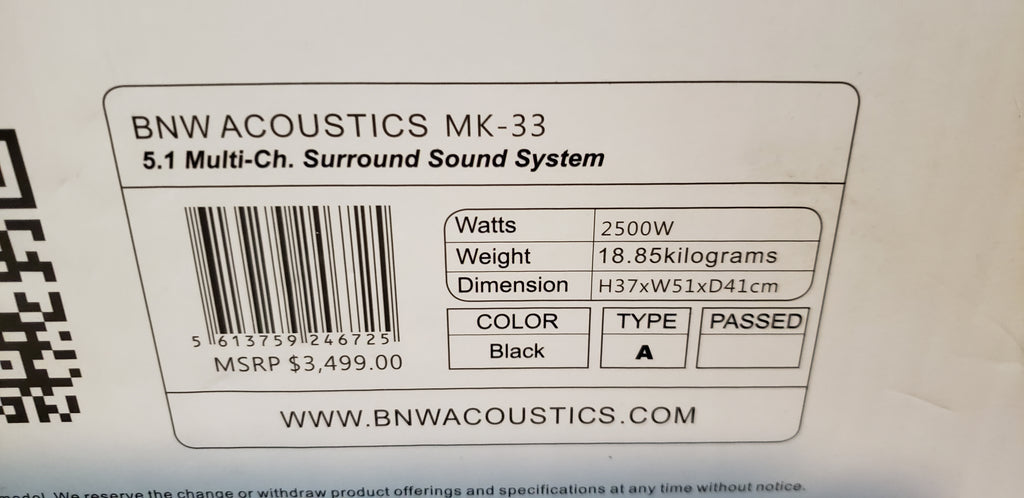 BNW ACOUSTICS MK-33
5.1 Multi-Ch. Surround Sound System
Watts 2500W
Weight 18.85kilograms
Dimension H37xW51xD41cm
5 613759 246725
MSRP $3,499.00
COLOR TYPE PASSED
Black A
WWW.BNWACOUSTICS.COM
model. We reserve the change or withdraw product offerings and specifications at any time without notice.